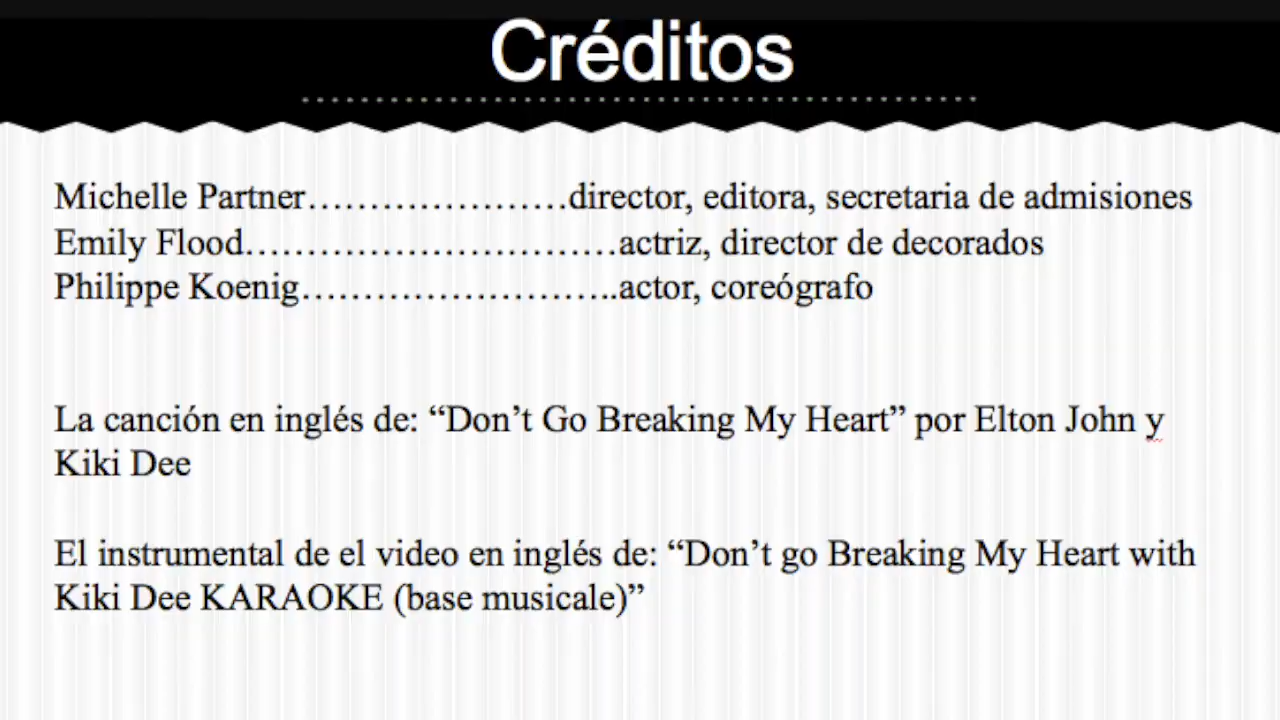 Créditos
Michelle Partner…………………director, editora, secretaria de admisiones
Emily Flood…………………………actriz, director de decorados
Philippe Koenig……………………..actor, coreógrafo
La canción en inglés de: “Don’t Go Breaking My Heart” por Elton John y
Kiki Dee
El instrumental de el video en inglés de: “Don’t go Breaking My Heart with
Kiki Dee KARAOKE (base musicale)”